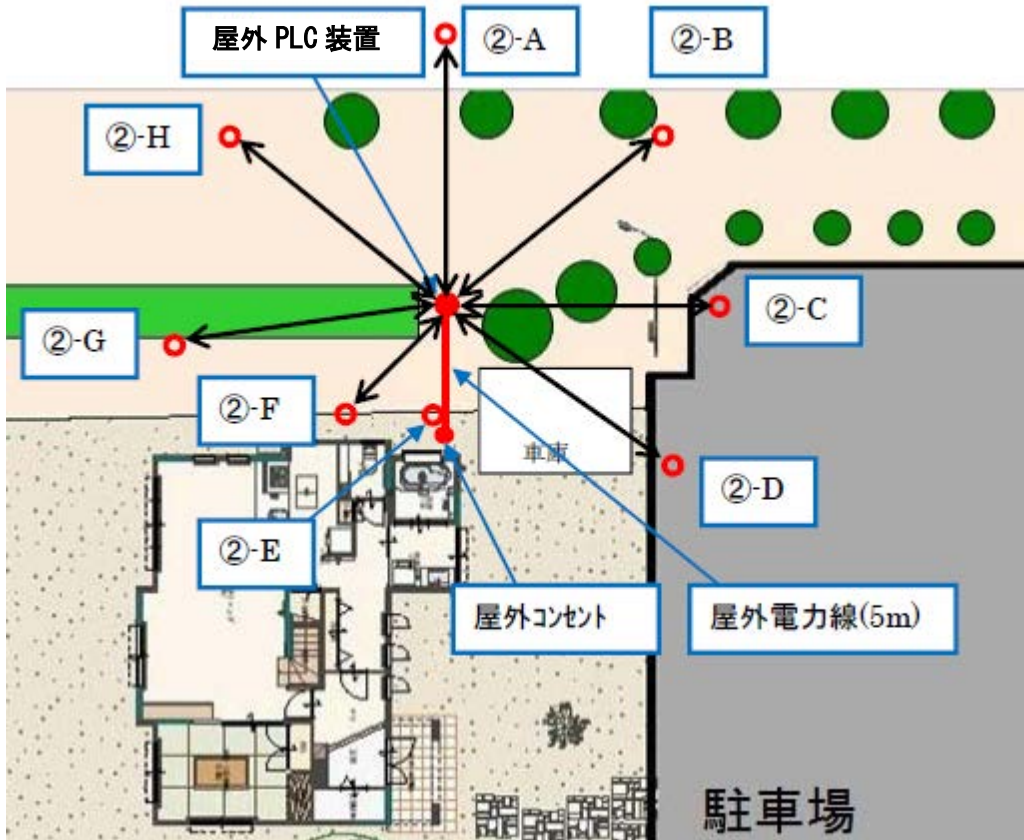 屋外 PLC 装置
②-A
②-B
②-H
②-C
②-G
②-F
車庫
②-D
②-E
屋外コンセント
屋外電力線(5m)
駐車場